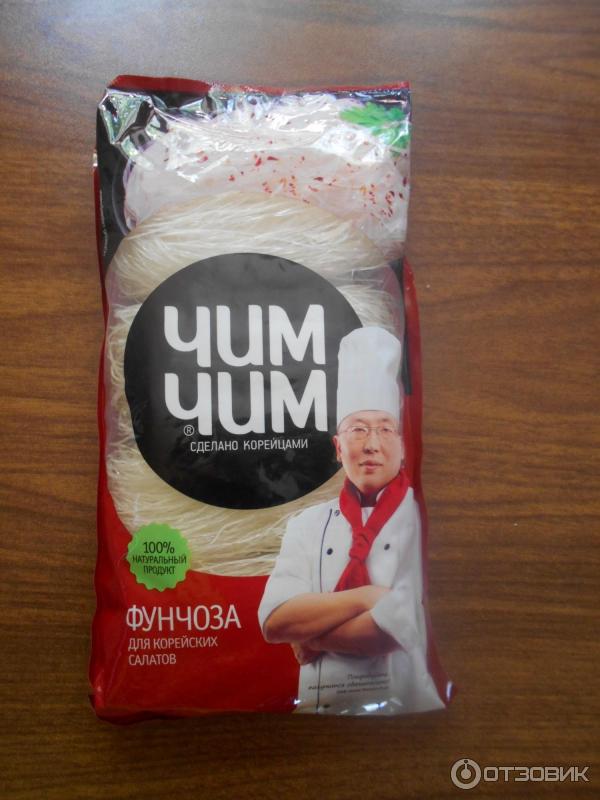 ЧИМ
ЧИМ
®
СДЕЛАНО КОРЕЙЦАМИ
100%
НАТУРАЛЬНЫЙ
ПРОДУКТ
ФУНЧОЗА
ДЛЯ КОРЕЙСКИХ
САЛАТОВ
ОТЗОВИК